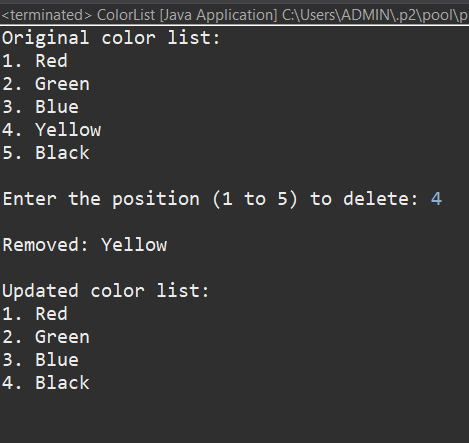 <terminated> ColorList [Java Application] C:\Users\ADMIN\.p2\pool\p
Original color list:
1. Red
2. Green
3. Blue
4. Yellow
5. Black
Enter the position (1 to 5) to delete: 4
Removed: Yellow
Updated color list:
1. Red
2. Green
3. Blue
4. Black